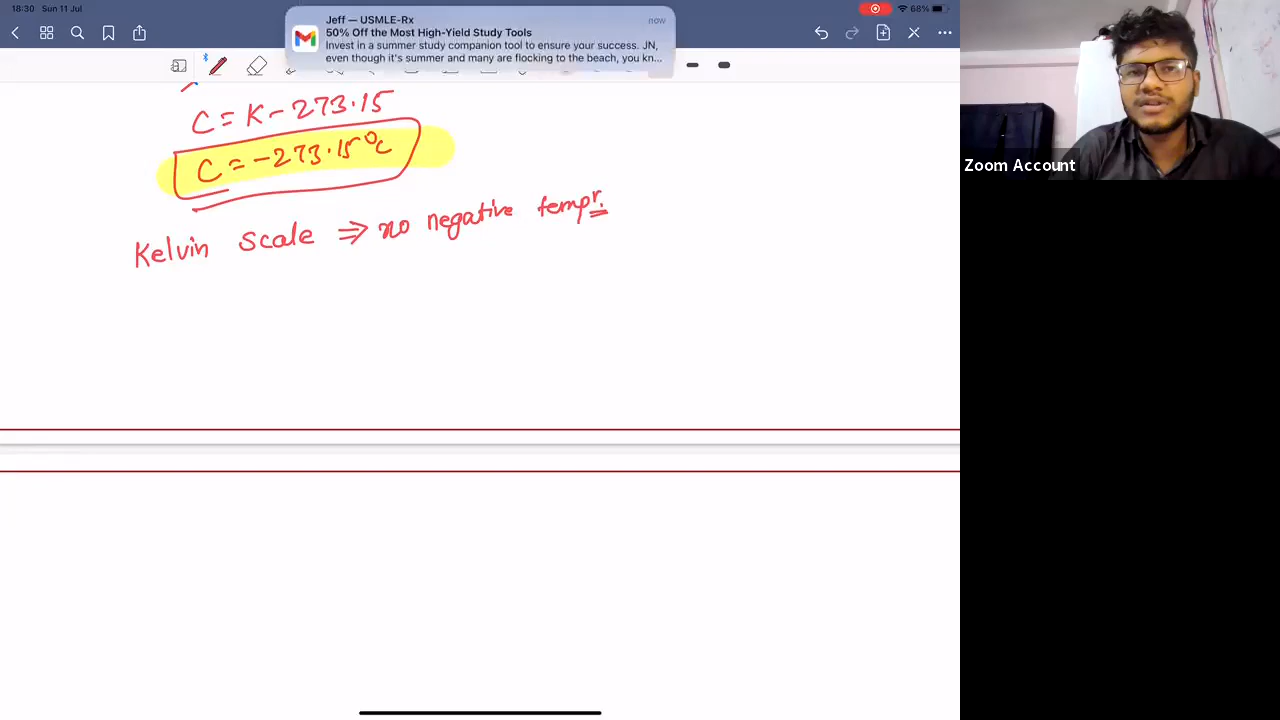 18:30 Sun 11 Jul
68%
Jeff — USMLE-Rx
now
50% Off the Most High-Yield Study Tools
Invest in a summer study companion tool to ensure your success. JN,
even though it's summer and many are flocking to the beach, you kn...
C = K - 273.15
C = -273.15°C
Kelvin scale ⇒ no negative tempr.
Zoom Account